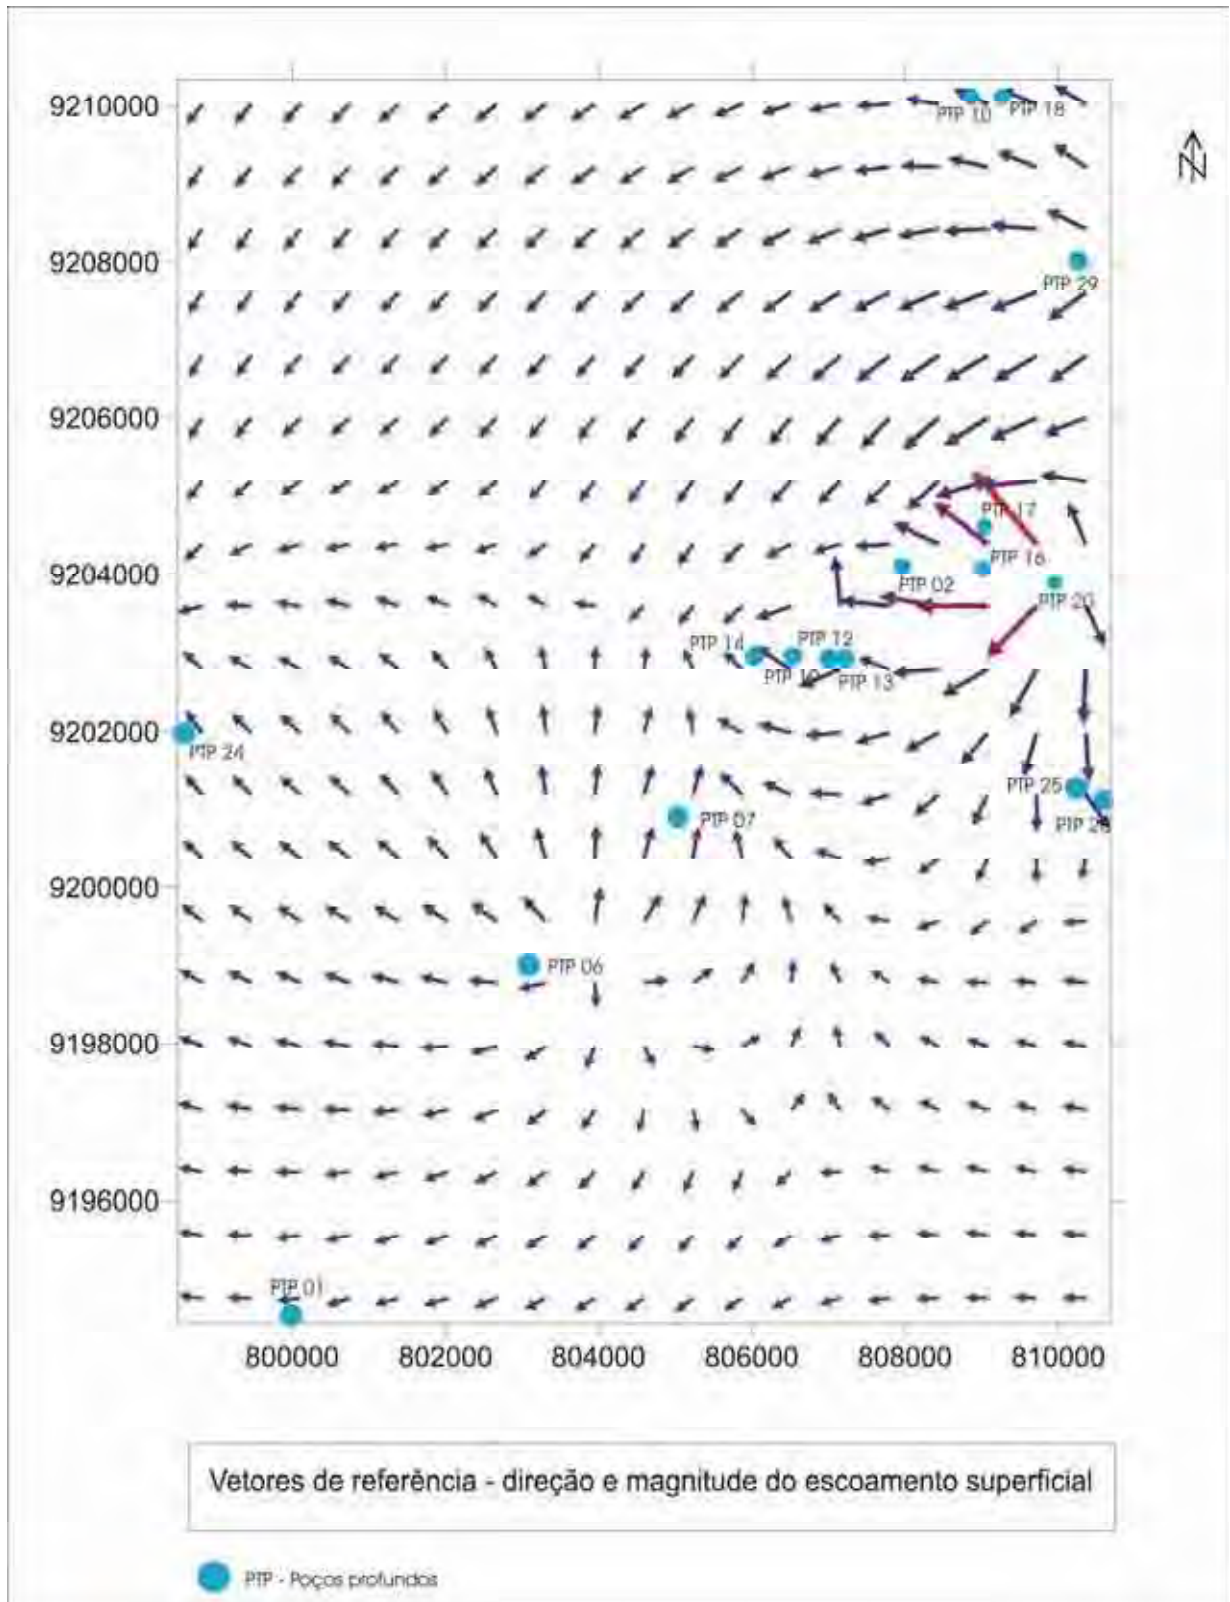 9210000
PTP 10
PTP 18
N
9208000
PTP 29
9206000
PTP 17
PTP 16
9204000
PTP 02
PTP 20
PTP 14
PTP 12
PTP 13
9202000
PTP 24
PTP 25
PTP 07
9200000
PTP 06
9198000
9196000
PTP 01
800000 802000 804000 806000 808000 810000
Vetores de referência - direção e magnitude do escoamento superficial
PTP - Poços profundos